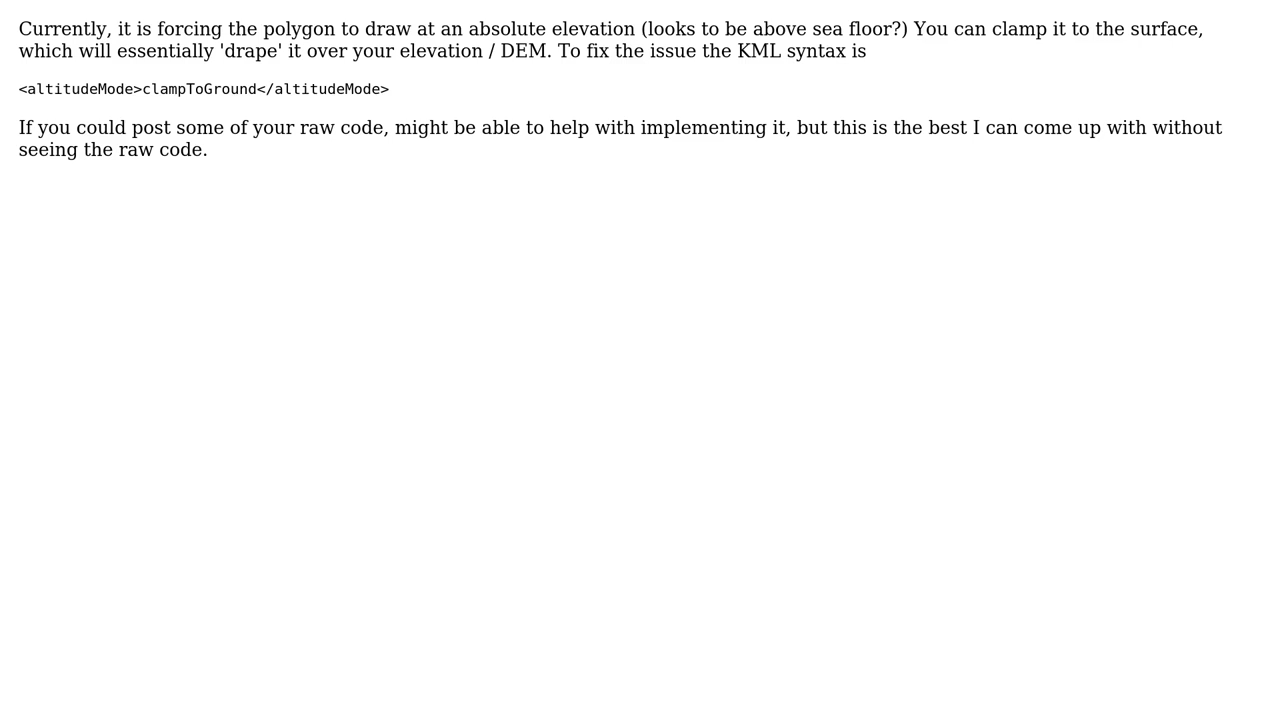 Currently, it is forcing the polygon to draw at an absolute elevation (looks to be above sea floor?) You can clamp it to the surface,
which will essentially 'drape' it over your elevation / DEM. To fix the issue the KML syntax is
<altitudeMode>clampToGround</altitudeMode>
If you could post some of your raw code, might be able to help with implementing it, but this is the best I can come up with without
seeing the raw code.